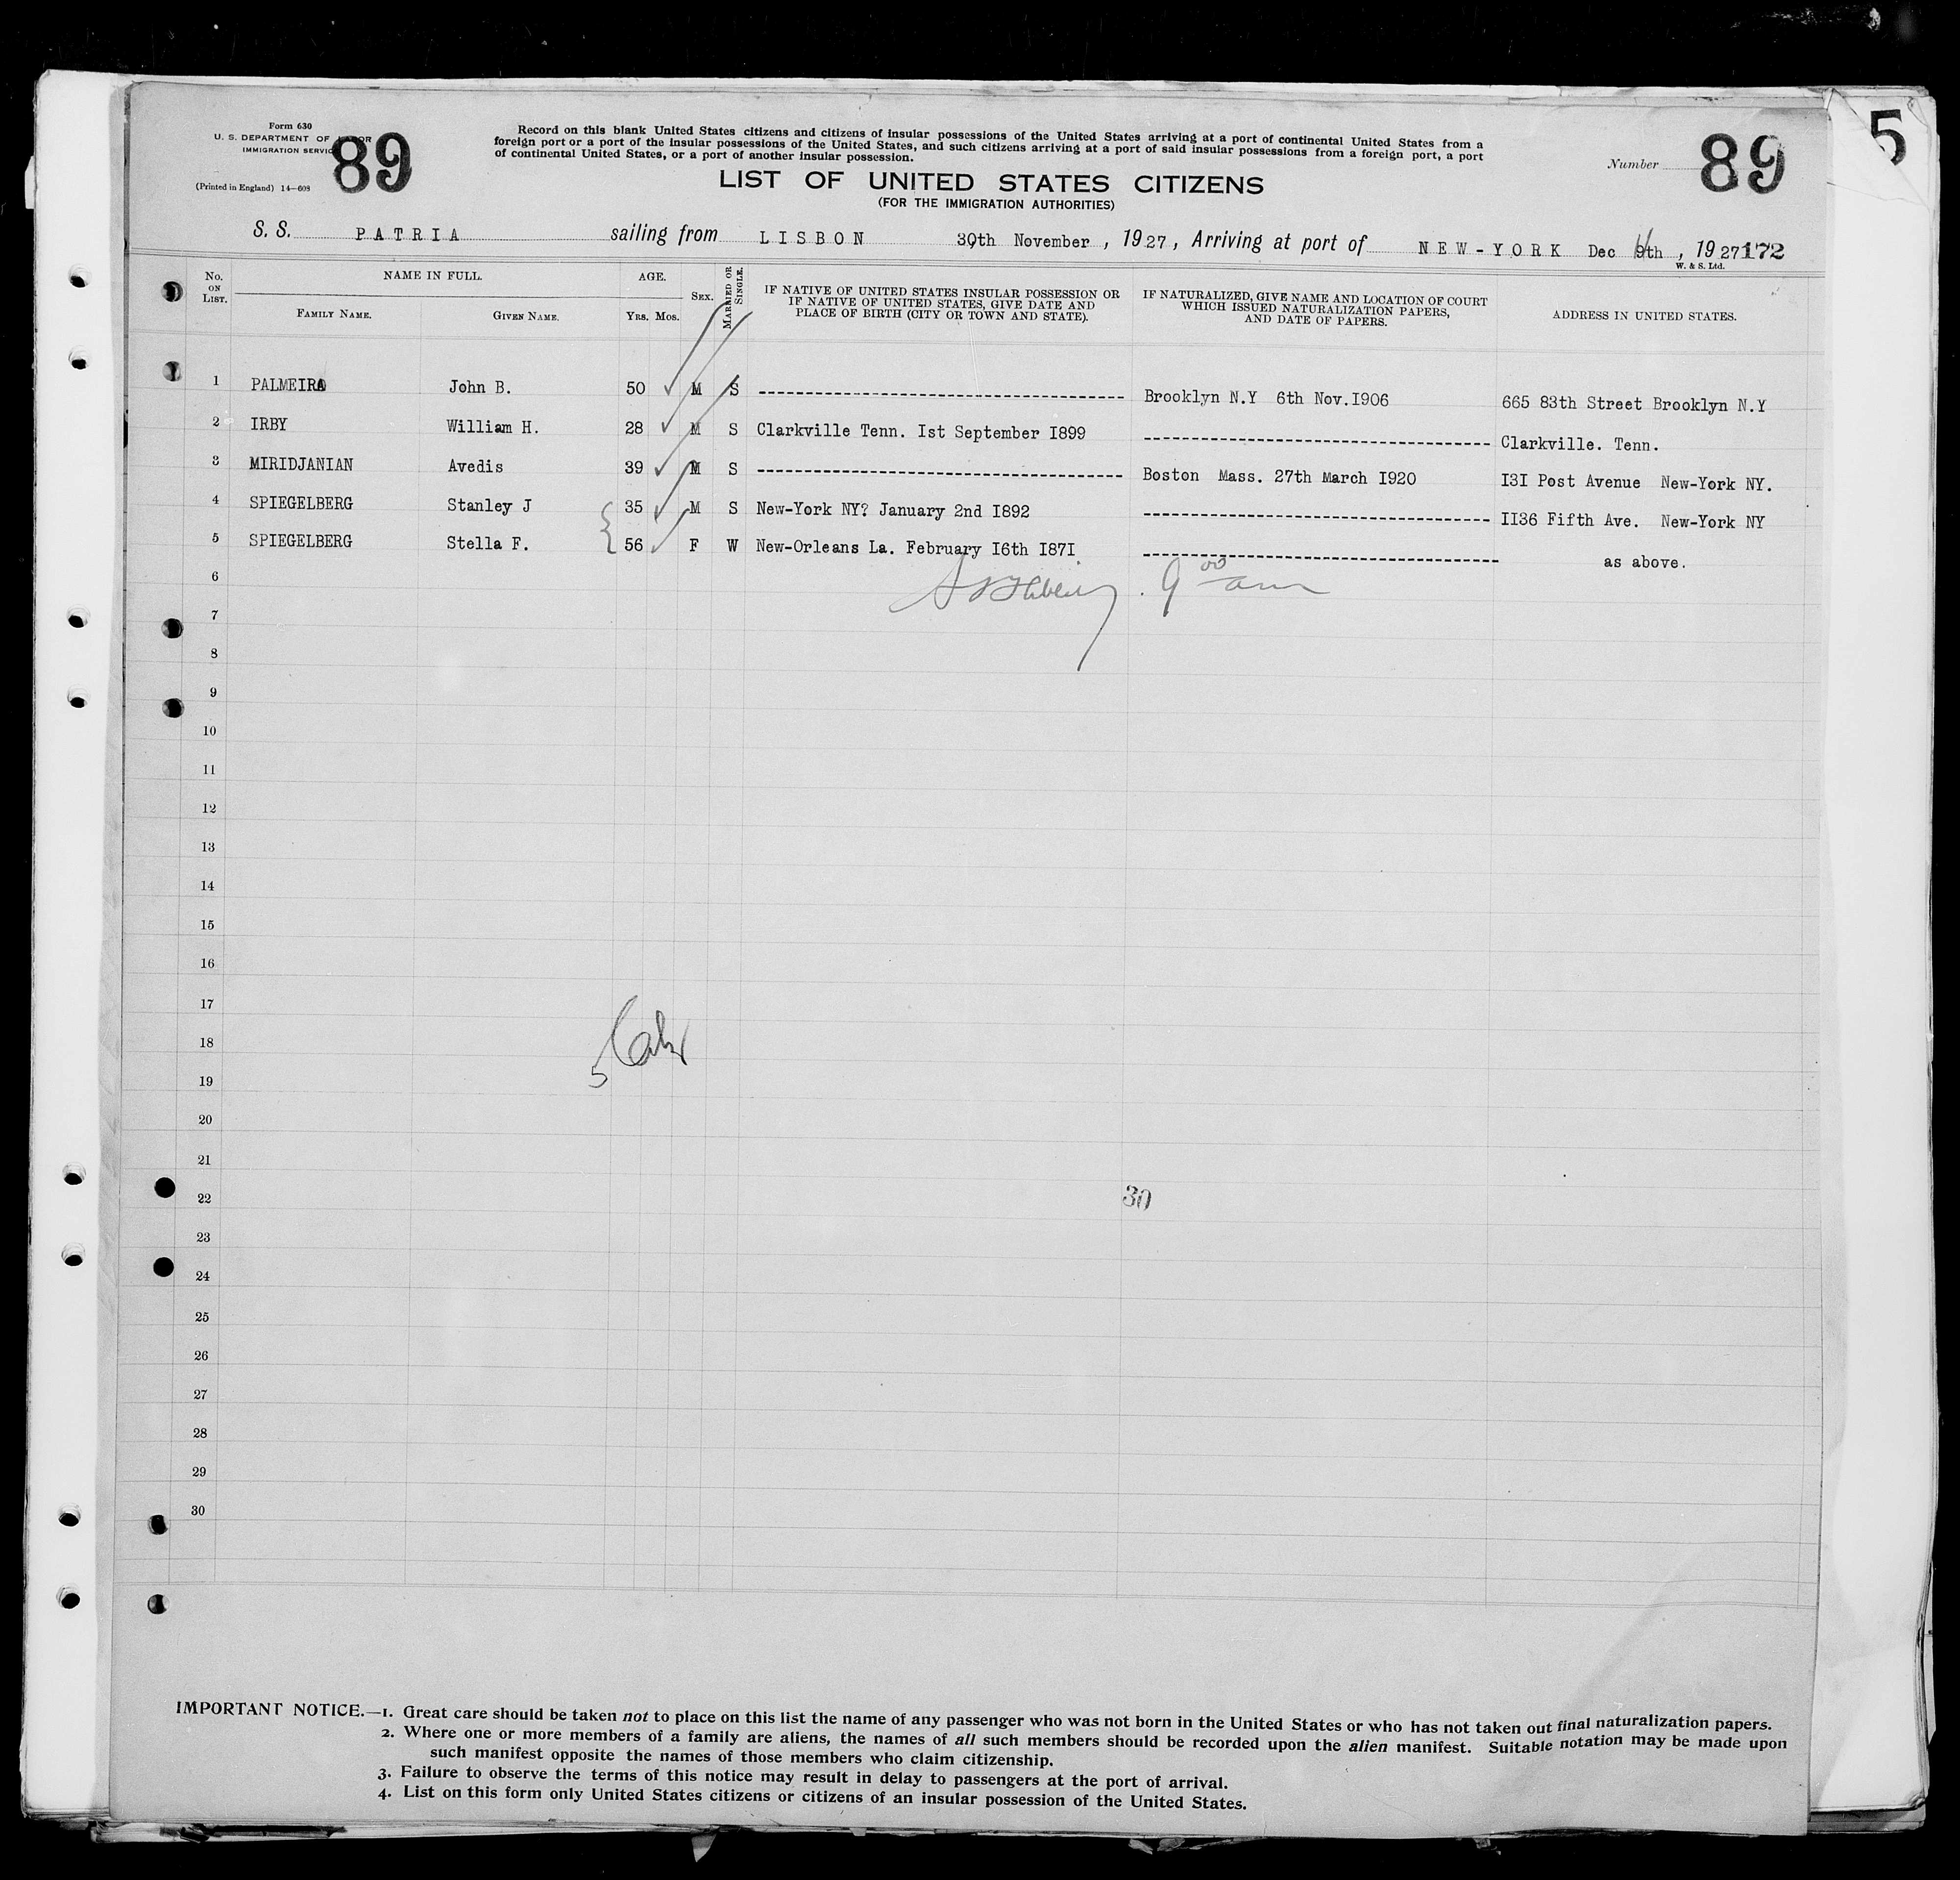 Form 630
U. S. DEPARTMENT OF LABOR
IMMIGRATION SERVICE
(Printed in England) 14—608
89
Record on this blank United States citizens and citizens of insular possessions of the United States arriving at a port of continental United States from a
foreign port or a port of the insular possessions of the United States, and such citizens arriving at a port of said insular possessions from a foreign port, a port
of continental United States, or a port of another insular possession.
LIST OF UNITED STATES CITIZENS
(FOR THE IMMIGRATION AUTHORITIES)
Number 89
5
S. S. PATRIA sailing from LISBON 30th November, 1927, Arriving at port of NEW-YORK Dec 9th, 1927 172
W. & S. Ltd.
No. ON LIST. NAME IN FULL. AGE. SEX. MARRIED OR SINGLE. IF NATIVE OF UNITED STATES INSULAR POSSESSION OR IF NATIVE OF UNITED STATES, GIVE DATE AND PLACE OF BIRTH (CITY OR TOWN AND STATE). IF NATURALIZED, GIVE NAME AND LOCATION OF COURT WHICH ISSUED NATURALIZATION PAPERS, AND DATE OF PAPERS. ADDRESS IN UNITED STATES.
FAMILY NAME. GIVEN NAME. YRS. MOS.
1 PALMEIRA John B. 50 M S ---------- Brooklyn N.Y 6th Nov.I906 665 83th Street Brooklyn N.Y
2 IRBY William H. 28 M S Clarkville Tenn. Ist September I899 ---------- Clarkville. Tenn.
3 MIRIDJANIAN Avedis 39 M S ---------- Boston Mass. 27th March I920 I3I Post Avenue New-York NY.
4 SPIEGELBERG Stanley J 35 M S New-York NY? January 2nd I892 ---------- II36 Fifth Ave. New-York NY
5 SPIEGELBERG Stella F. 56 F W New-Orleans La. February I6th I87I ---------- as above.
6
9 00 am
7
8
9
10
11
12
13
14
15
16
17
18
5
19
20
21
22
30
23
24
25
26
27
28
29
30
IMPORTANT NOTICE.—1. Great care should be taken not to place on this list the name of any passenger who was not born in the United States or who has not taken out final naturalization papers.
2. Where one or more members of a family are aliens, the names of all such members should be recorded upon the alien manifest. Suitable notation may be made upon
such manifest opposite the names of those members who claim citizenship.
3. Failure to observe the terms of this notice may result in delay to passengers at the port of arrival.
4. List on this form only United States citizens or citizens of an insular possession of the United States.